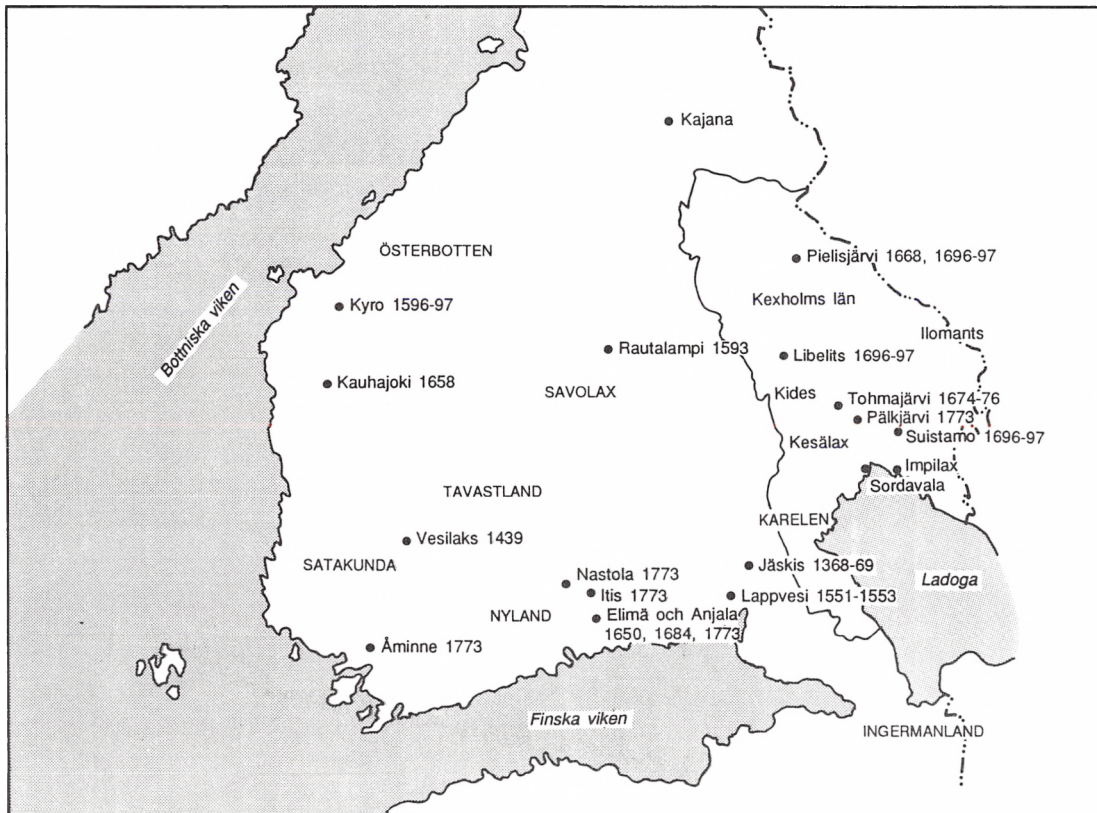 Kajana
ÖSTERBOTTEN
Pielisjärvi 1668, 1696-97
Kexholms län
Kyro 1596-97
Bottniska viken
Ilomants
Rautalampi 1593
Libelits 1696-97
Kauhajoki 1658
SAVOLAX
Kides
Tohmajärvi 1674-76
Pälkjärvi 1773
Suistamo 1696-97
Kesälax
Impilax
Sordavala
TAVASTLAND
KARELEN
Vesilaks 1439
SATAKUNDA
Jäskis 1368-69
Ladoga
Nastola 1773
Itis 1773
Lappvesi 1551-1553
NYLAND
Elimä och Anjala
1650, 1684, 1773
Åminne 1773
Finska viken
INGERMANLAND